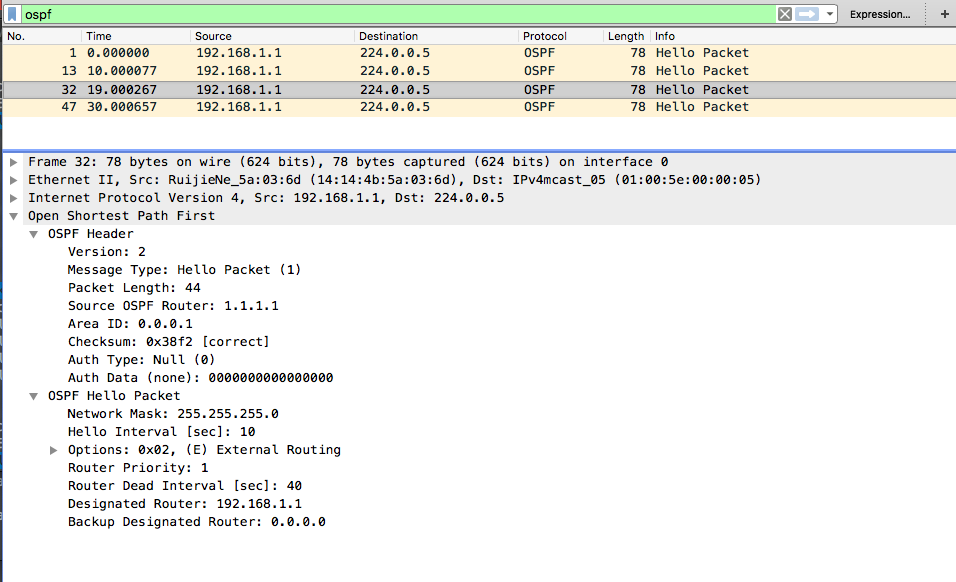 ospf Expression... +
No. Time Source Destination Protocol Length Info
1 0.000000 192.168.1.1 224.0.0.5 OSPF 78 Hello Packet
13 10.000077 192.168.1.1 224.0.0.5 OSPF 78 Hello Packet
32 19.000267 192.168.1.1 224.0.0.5 OSPF 78 Hello Packet
47 30.000657 192.168.1.1 224.0.0.5 OSPF 78 Hello Packet
Frame 32: 78 bytes on wire (624 bits), 78 bytes captured (624 bits) on interface 0
Ethernet II, Src: RuijieNe_5a:03:6d (14:14:4b:5a:03:6d), Dst: IPv4mcast_05 (01:00:5e:00:00:05)
Internet Protocol Version 4, Src: 192.168.1.1, Dst: 224.0.0.5
Open Shortest Path First
OSPF Header
Version: 2
Message Type: Hello Packet (1)
Packet Length: 44
Source OSPF Router: 1.1.1.1
Area ID: 0.0.0.1
Checksum: 0x38f2 [correct]
Auth Type: Null (0)
Auth Data (none): 0000000000000000
OSPF Hello Packet
Network Mask: 255.255.255.0
Hello Interval [sec]: 10
Options: 0x02, (E) External Routing
Router Priority: 1
Router Dead Interval [sec]: 40
Designated Router: 192.168.1.1
Backup Designated Router: 0.0.0.0